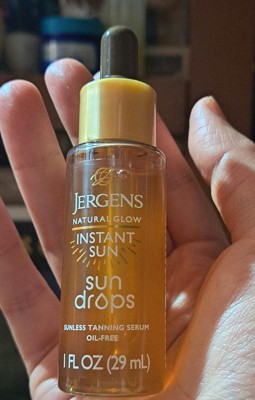 JERGENS
NATURAL GLOW
INSTANT
SUN
sun
drops
SUNLESS TANNING SERUM
OIL-FREE
1 FL OZ (29 mL)